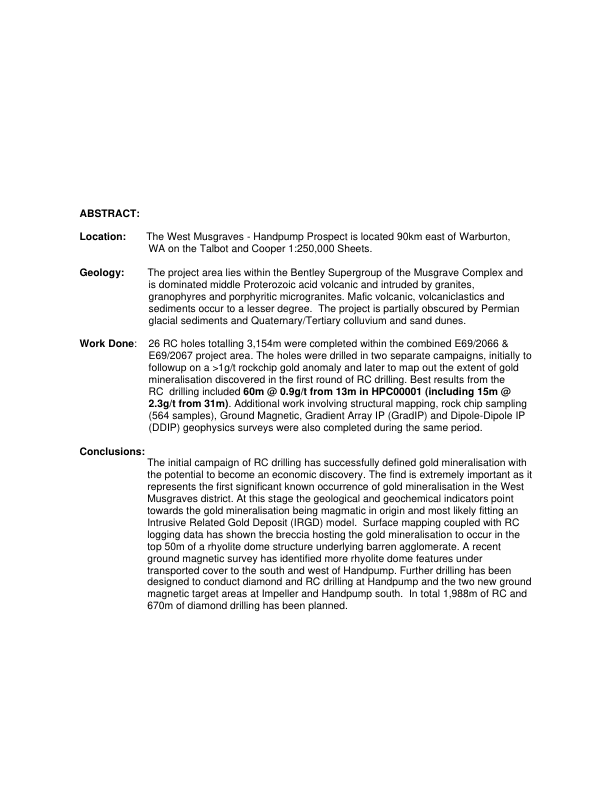 ABSTRACT:
Location: The West Musgraves - Handpump Prospect is located 90km east of Warburton,
WA on the Talbot and Cooper 1:250,000 Sheets.
Geology: The project area lies within the Bentley Supergroup of the Musgrave Complex and
is dominated middle Proterozoic acid volcanic and intruded by granites,
granophyres and porphyritic microgranites. Mafic volcanic, volcaniclastics and
sediments occur to a lesser degree. The project is partially obscured by Permian
glacial sediments and Quaternary/Tertiary colluvium and sand dunes.
Work Done: 26 RC holes totalling 3,154m were completed within the combined E69/2066 &
E69/2067 project area. The holes were drilled in two separate campaigns, initially to
followup on a >1g/t rockchip gold anomaly and later to map out the extent of gold
mineralisation discovered in the first round of RC drilling. Best results from the
RC drilling included 60m @ 0.9g/t from 13m in HPC00001 (including 15m @
2.3g/t from 31m). Additional work involving structural mapping, rock chip sampling
(564 samples), Ground Magnetic, Gradient Array IP (GradIP) and Dipole-Dipole IP
(DDIP) geophysics surveys were also completed during the same period.
Conclusions:
The initial campaign of RC drilling has successfully defined gold mineralisation with
the potential to become an economic discovery. The find is extremely important as it
represents the first significant known occurrence of gold mineralisation in the West
Musgraves district. At this stage the geological and geochemical indicators point
towards the gold mineralisation being magmatic in origin and most likely fitting an
Intrusive Related Gold Deposit (IRGD) model. Surface mapping coupled with RC
logging data has shown the breccia hosting the gold mineralisation to occur in the
top 50m of a rhyolite dome structure underlying barren agglomerate. A recent
ground magnetic survey has identified more rhyolite dome features under
transported cover to the south and west of Handpump. Further drilling has been
designed to conduct diamond and RC drilling at Handpump and the two new ground
magnetic target areas at Impeller and Handpump south. In total 1,988m of RC and
670m of diamond drilling has been planned.